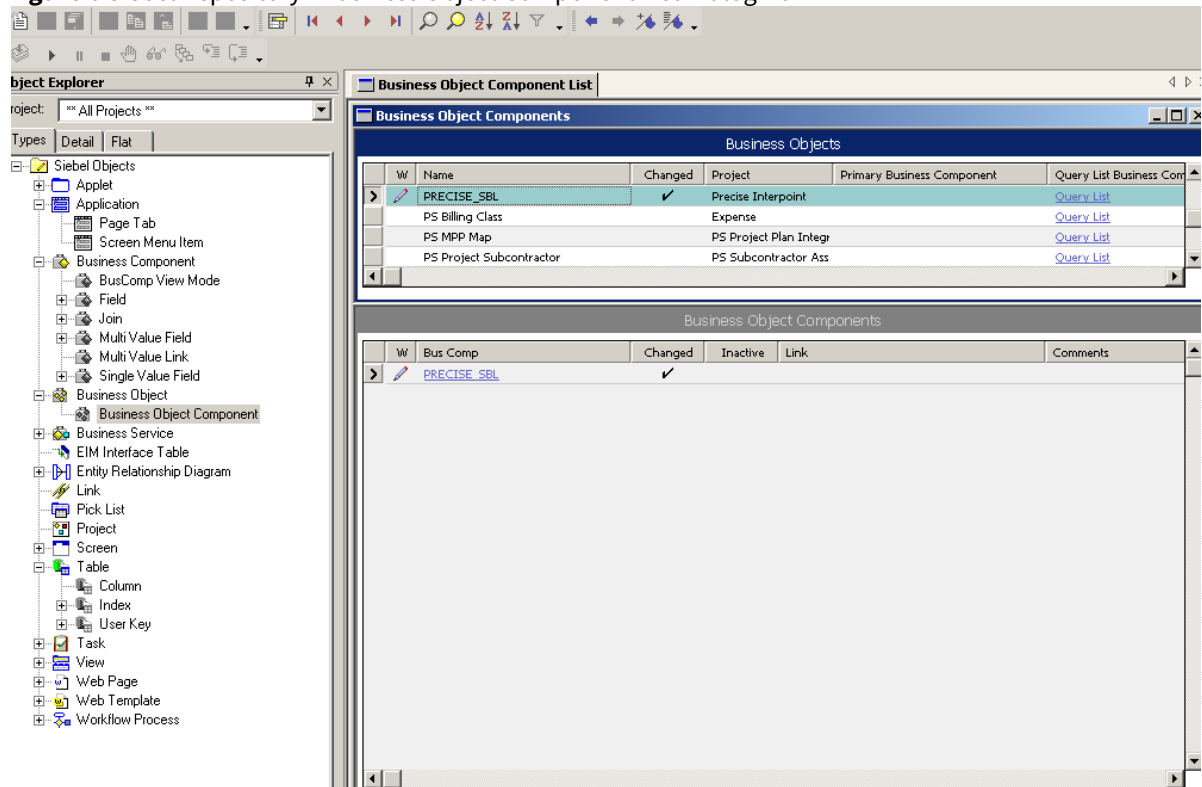 bject Explorer
Business Object Component List
roject: ** All Projects **
Business Object Components
Types Detail Flat
Business Objects
Siebel Objects
W Name Changed Project Primary Business Component Query List Business Com
Applet
PRECISE_SBL Precise Interpoint Query List
Application
PS Billing Class Expense Query List
Page Tab
PS MPP Map PS Project Plan Integr Query List
Screen Menu Item
PS Project Subcontractor PS Subcontract Ass Query List
Business Component
BusComp View Mode
Field
Join
Business Object Components
Multi Value Field
W Bus Comp Changed Inactive Link Comments
Multi Value Link
PRECISE SBL
Single Value Field
Business Object
Business Object Component
Business Service
EIM Interface Table
Entity Relationship Diagram
Link
Pick List
Project
Screen
Table
Column
Index
User Key
Task
View
Web Page
Web Template
Workflow Process